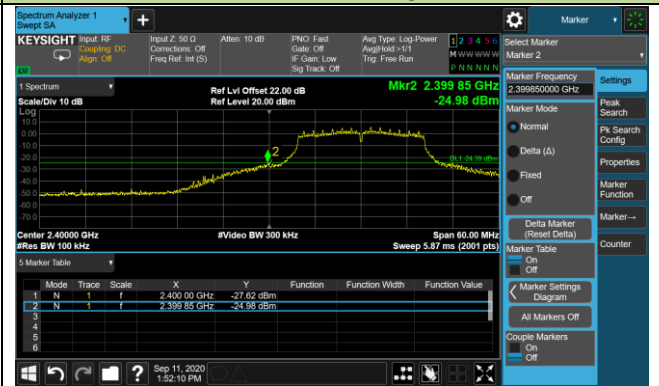 Spectrum Analyzer 1
Swept SA
Marker
KEYSIGHT
Input: RF
Coupling: DC
Align: Off
Input Z: 50 Ω
Corrections: Off
Freq Ref: Int (S)
Atten: 10 dB
PNO: Fast
Gate: Off
IF Gain: Low
Sig Track: Off
Avg Type: Log-Power
Avg|Hold:>1/1
Trig: Free Run
1 2 3 4 5 6
M W W W W W
P N N N N N
Select Marker
Marker 2
1 Spectrum
Scale/Div 10 dB
Log
Ref Lvl Offset 22.00 dB
Ref Level 20.00 dBm
Mkr2 2.399 85 GHz
-24.98 dBm
10.0
0.00
-10.0
-20.0
-30.0
-40.0
-50.0
-60.0
-70.0
2
DL1 -24.59 dBm
Center 2.40000 GHz
#Res BW 100 kHz
#Video BW 300 kHz
Span 60.00 MHz
Sweep 5.87 ms (2001 pts)
5 Marker Table
Mode Trace Scale X Y Function Function Width Function Value
1 N 1 f 2.400 00 GHz -27.62 dBm
2 N 1 f 2.399 85 GHz -24.98 dBm
3
4
5
6
Marker Frequency
2.399850000 GHz
Marker Mode
Normal
Delta (Δ)
Fixed
Off
Delta Marker
(Reset Delta)
Marker Table
On
Off
Marker Settings
Diagram
All Markers Off
Couple Markers
On
Off
Settings
Peak
Search
Pk Search
Config
Properties
Marker
Function
Marker→
Counter
Sep 11, 2020
1:52:10 PM